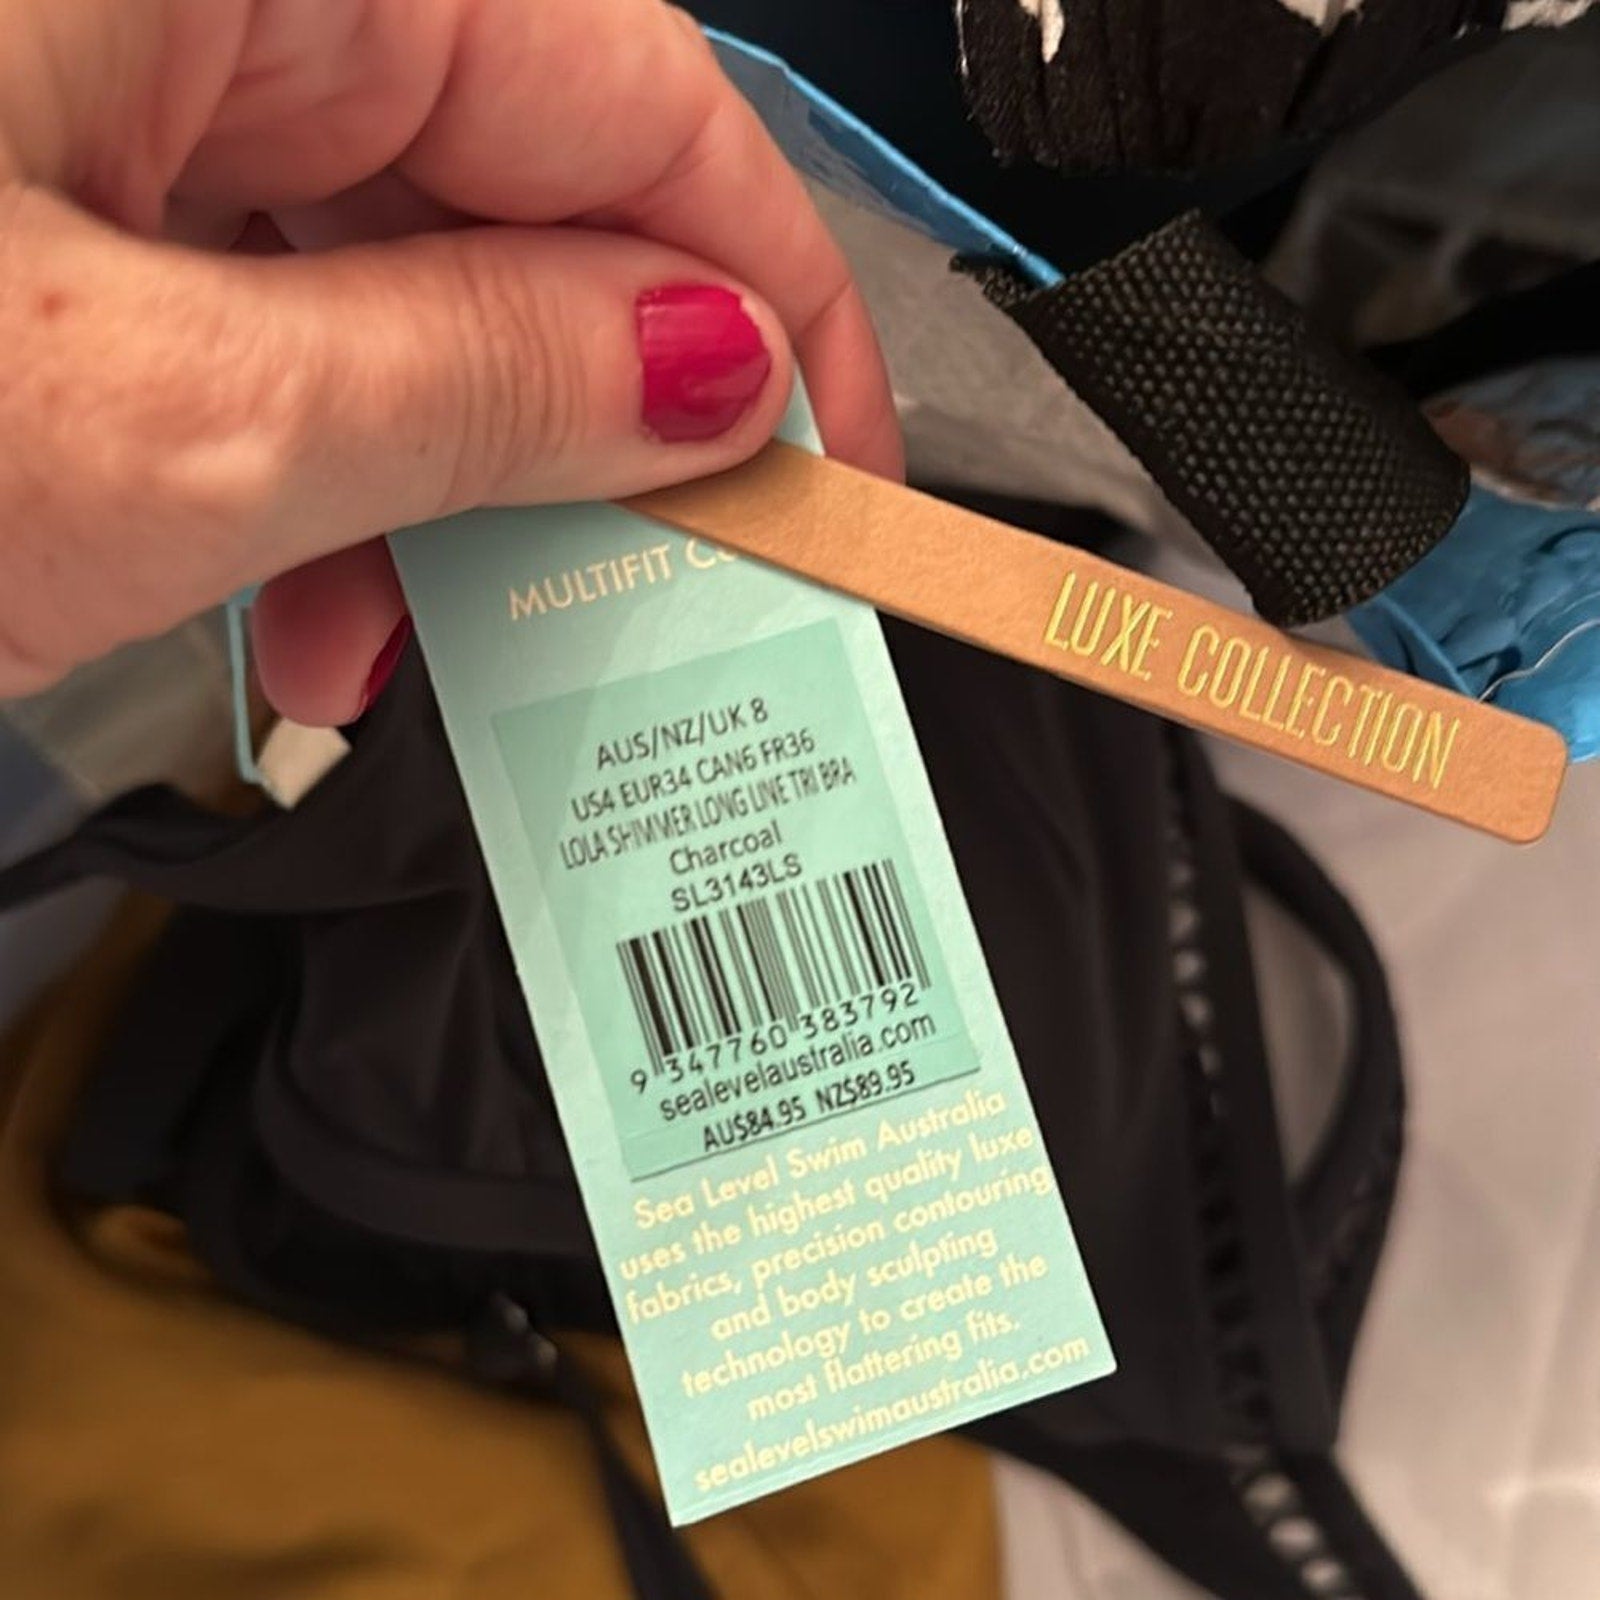 MULTIFIT
LUXE COLLECTION
AUS/NZ/UK 8
US4 EUR34 CAN6 FR36
LOLA SHIMMER LONG LINE TRI BRA
Charcoal
SL3143LS
9 347760 383792
sealevelaustralia.com
AU$84.95 NZ$89.95
Sea Level Swim Australia
uses the highest quality luxe
fabrics, precision contouring
and body sculpting
technology to create the
most flattering fits.
sealevelswimaustralia.com